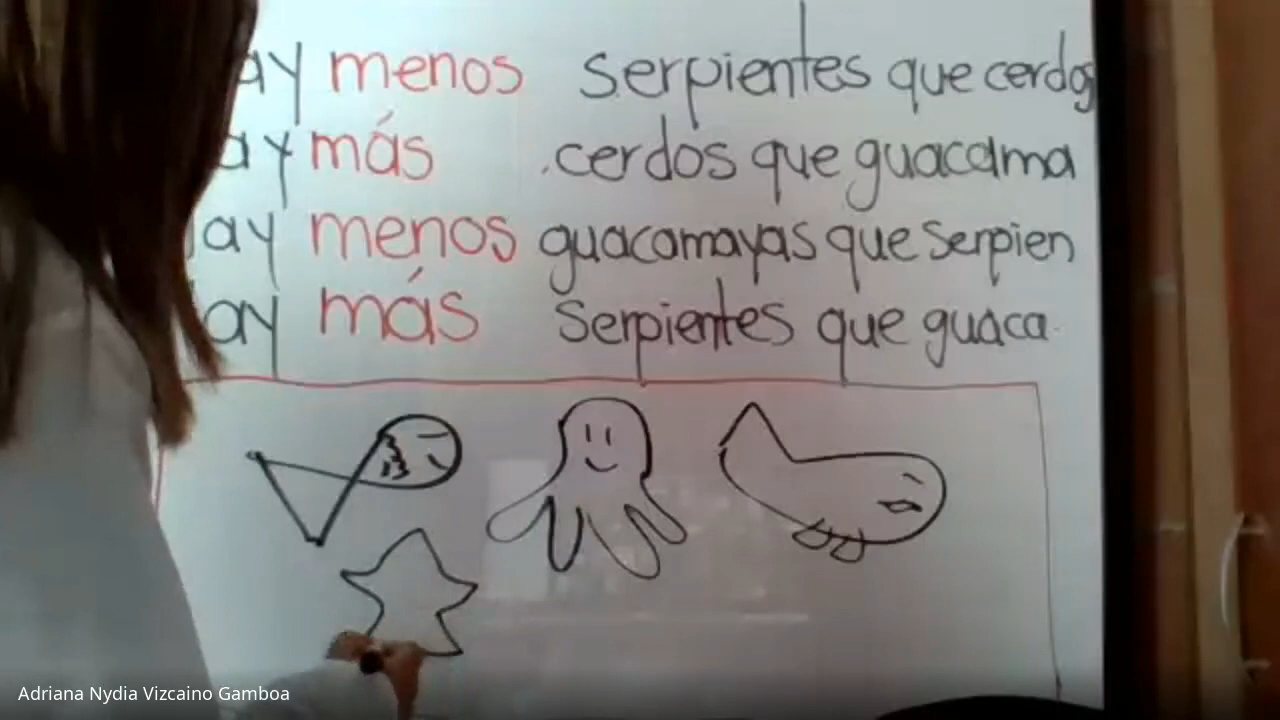 ay menos serpientes que cerdos
ay más cerdos que guacama
ay menos guacamayas que serpien
ay más serpientes que guaca
Adriana Nydia Vizcaino Gamboa